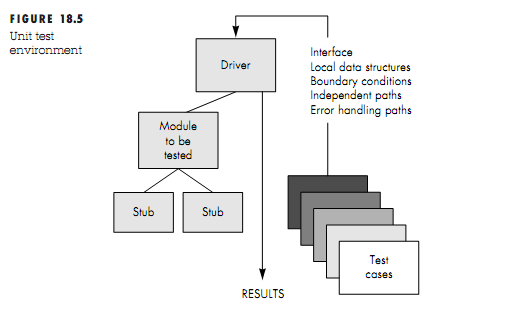 FIGURE 18.5
Unit test
environment
Driver
Interface
Local data structures
Boundary conditions
Independent paths
Error handling paths
Module
to be
tested
Stub
Stub
Test
cases
RESULTS